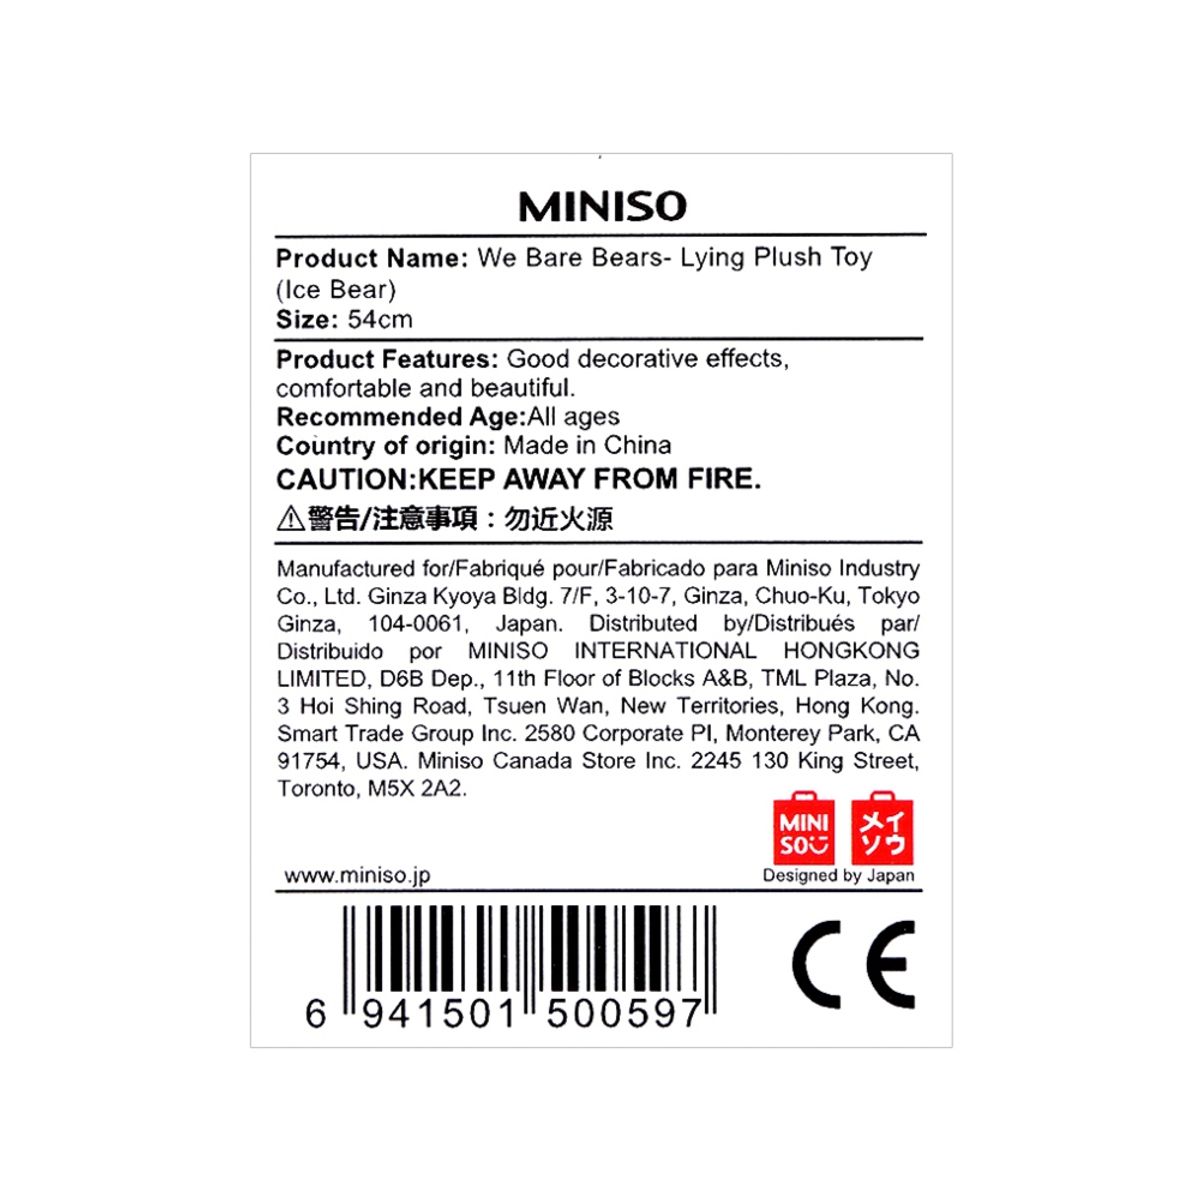 MINISO
Product Name: We Bare Bears- Lying Plush Toy
(Ice Bear)
Size: 54cm
Product Features: Good decorative effects,
comfortable and beautiful.
Recommended Age:All ages
Country of origin: Made in China
CAUTION:KEEP AWAY FROM FIRE.
⚠警告/注意事項：勿近火源
Manufactured for/Fabriqué pour/Fabricado para Miniso Industry
Co., Ltd. Ginza Kyoya Bldg. 7/F, 3-10-7, Ginza, Chuo-Ku, Tokyo
Ginza, 104-0061, Japan. Distributed by/Distribués par/
Distribuido por MINISO INTERNATIONAL HONGKONG
LIMITED, D6B Dep., 11th Floor of Blocks A&B, TML Plaza, No.
3 Hoi Shing Road, Tsuen Wan, New Territories, Hong Kong.
Smart Trade Group Inc. 2580 Corporate Pl, Monterey Park, CA
91754, USA. Miniso Canada Store Inc. 2245 130 King Street,
Toronto, M5X 2A2.
MINI
SO
メイ
ソウ
www.miniso.jp
Designed by Japan
6 941501 500597
CE